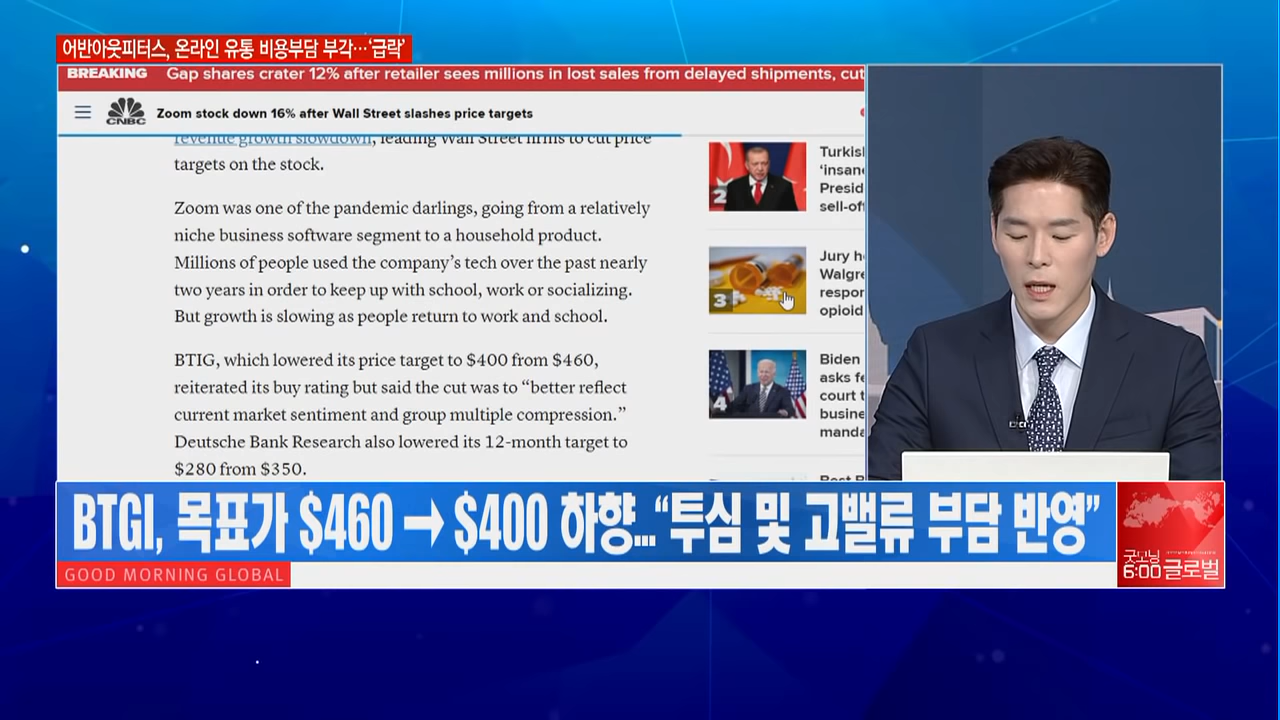 어반아웃피터스, 온라인 유통 비용부담 부각…‘급락’
BREAKING Gap shares crater 12% after retailer sees millions in lost sales from delayed shipments, cut
CNBC Zoom stock down 16% after Wall Street slashes price targets
revenue growth slowdown, leading Wall Street firms to cut price
targets on the stock.
Zoom was one of the pandemic darlings, going from a relatively
niche business software segment to a household product.
Millions of people used the company’s tech over the past nearly
two years in order to keep up with school, work or socializing.
But growth is slowing as people return to work and school.
BTIG, which lowered its price target to $400 from $460,
reiterated its buy rating but said the cut was to “better reflect
current market sentiment and group multiple compression.”
Deutsche Bank Research also lowered its 12-month target to
$280 from $350.
2
Turkis
‘insan
Presid
sell-of
3
Jury h
Walgre
respor
opioid
4
Biden
asks fe
court t
busine
manda
BTGI, 목표가 $460 → $400 하향...“투심 및 고밸류 부담 반영”
GOOD MORNING GLOBAL
굿모닝
6:00 글로벌